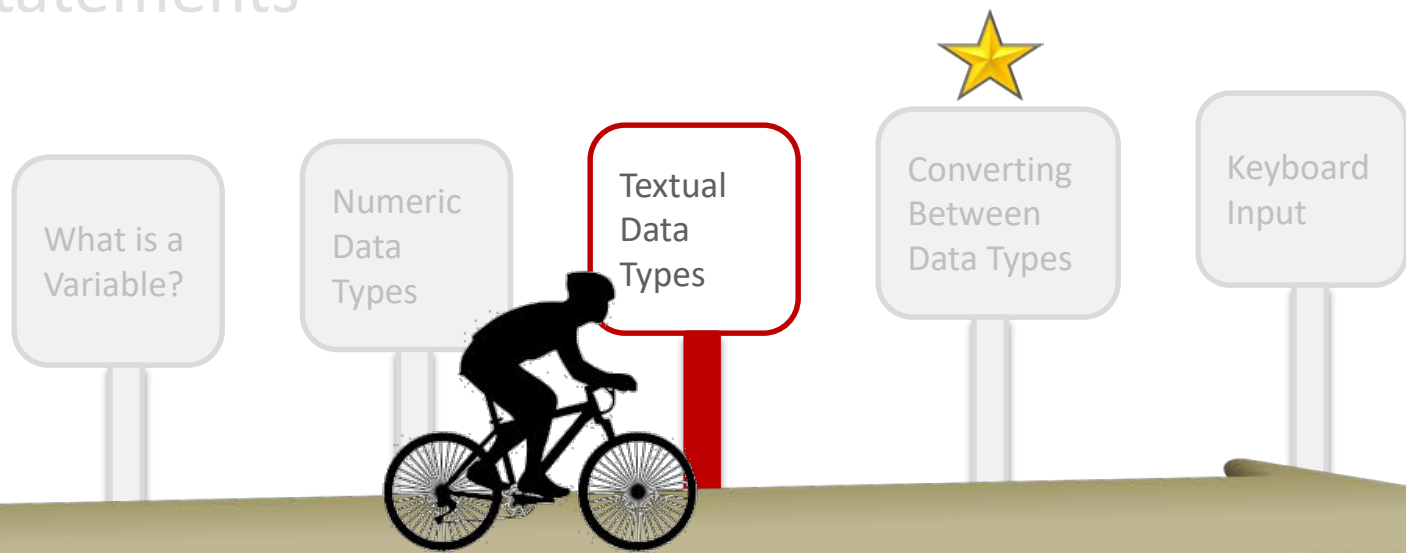 What is a
Variable?
Numeric
Data
Types
Textual
Data
Types
Converting
Between
Data Types
Keyboard
Input